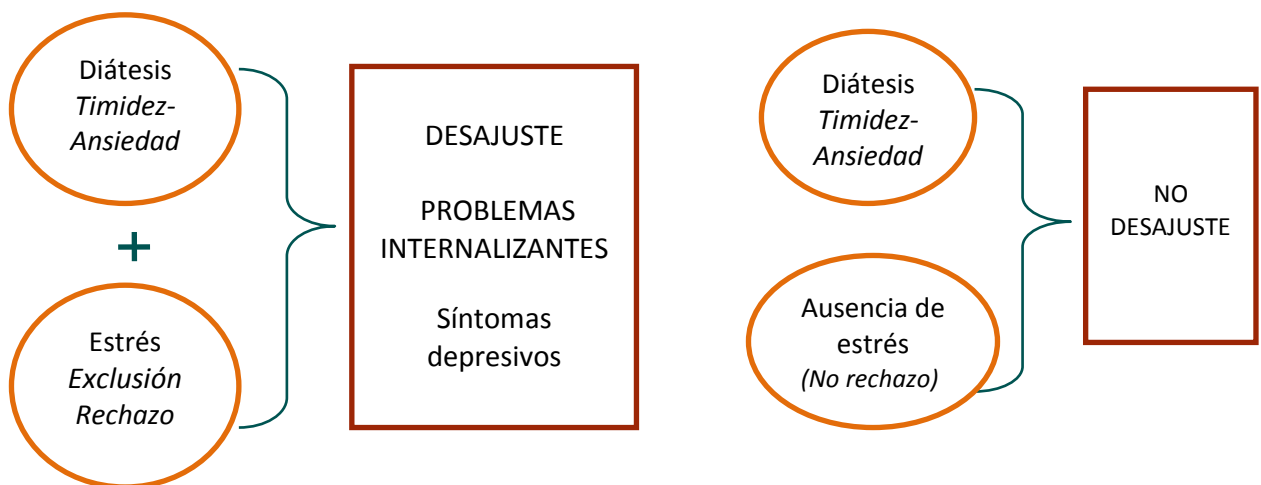 Diátesis
Timidez-
Ansiedad
+
Estrés
Exclusión
Rechazo
DESAJUSTE
PROBLEMAS
INTERNALIZANTES
Síntomas
depresivos
Diátesis
Timidez-
Ansiedad
Ausencia de
estrés
(No rechazo)
NO
DESAJUSTE